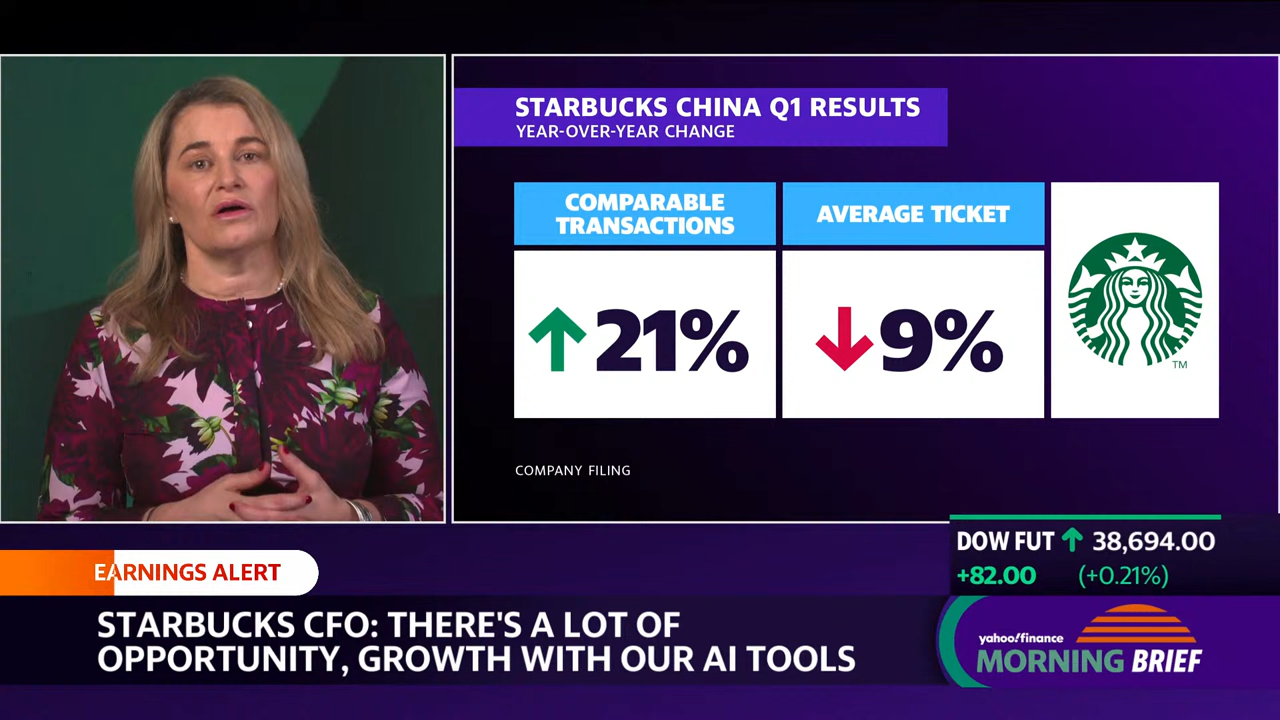 STARBUCKS CHINA Q1 RESULTS
YEAR-OVER-YEAR CHANGE
COMPARABLE
TRANSACTIONS
AVERAGE TICKET
21%
9%
TM
COMPANY FILING
DOW FUT 38,694.00
+82.00 (+0.21%)
EARNINGS ALERT
STARBUCKS CFO: THERE'S A LOT OF
OPPORTUNITY, GROWTH WITH OUR AI TOOLS
yahoo!finance
MORNING BRIEF